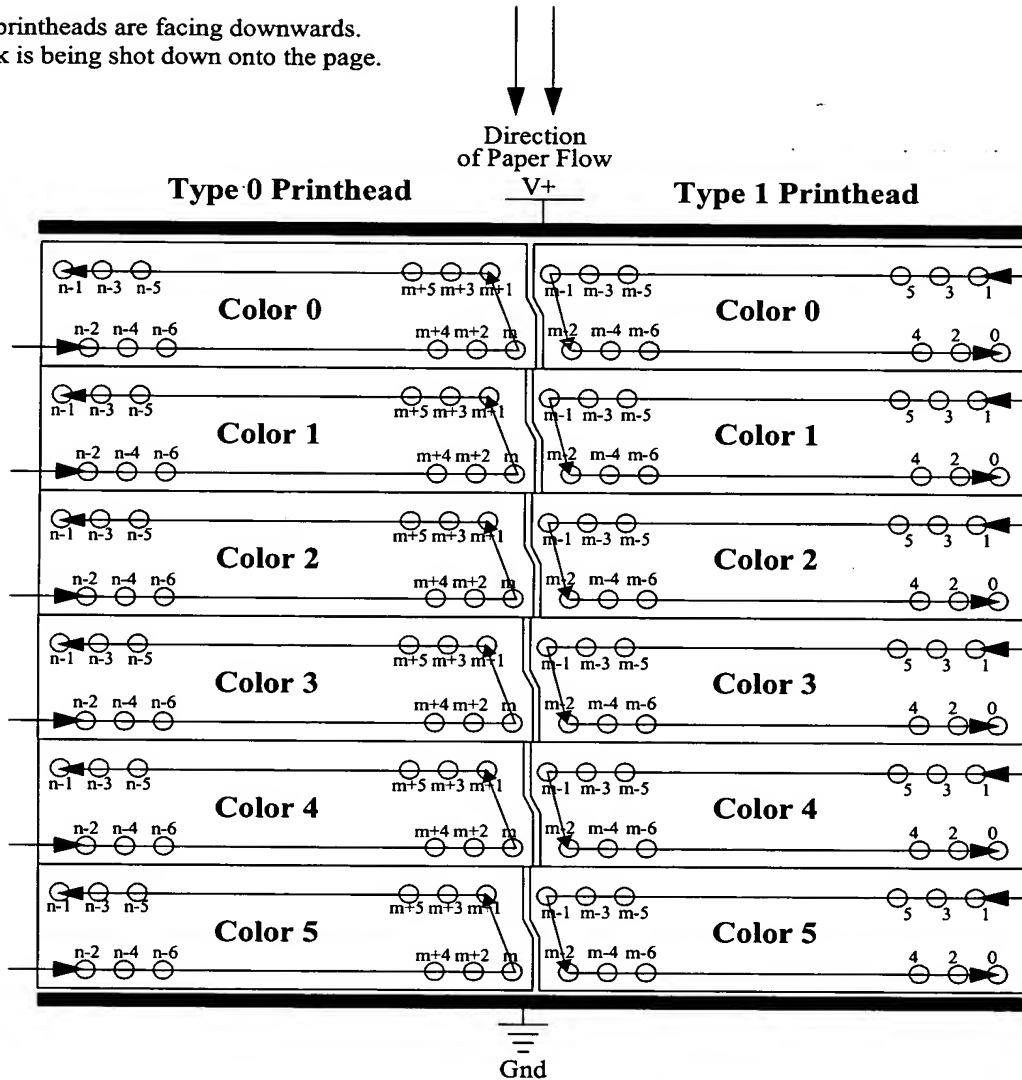 printheads are facing downwards.
is being shot down onto the page.
Direction
of Paper Flow
V+
Type 0 Printhead
Type 1 Printhead
n-1 n-3 n-5 m+5 m+3 m+1 m-1 m-3 m-5 5 3 1
Color 0 Color 0
n-2 n-4 n-6 m+4 m+2 m m-2 m-4 m-6 4 2 0
n-1 n-3 n-5 m+5 m+3 m+1 m-1 m-3 m-5 5 3 1
Color 1 Color 1
n-2 n-4 n-6 m+4 m+2 m m-2 m-4 m-6 4 2 0
n-1 n-3 n-5 m+5 m+3 m+1 m-1 m-3 m-5 5 3 1
Color 2 Color 2
n-2 n-4 n-6 m+4 m+2 m m-2 m-4 m-6 4 2 0
n-1 n-3 n-5 m+5 m+3 m+1 m-1 m-3 m-5 5 3 1
Color 3 Color 3
n-2 n-4 n-6 m+4 m+2 m m-2 m-4 m-6 4 2 0
n-1 n-3 n-5 m+5 m+3 m+1 m-1 m-3 m-5 5 3 1
Color 4 Color 4
n-2 n-4 n-6 m+4 m+2 m m-2 m-4 m-6 4 2 0
n-1 n-3 n-5 m+5 m+3 m+1 m-1 m-3 m-5 5 3 1
Color 5 Color 5
n-2 n-4 n-6 m+4 m+2 m m-2 m-4 m-6 4 2 0
Gnd